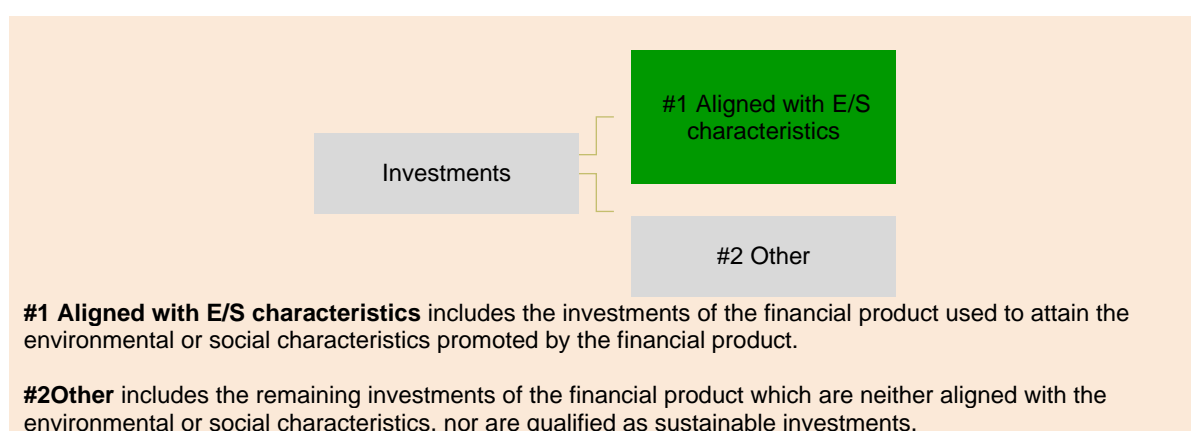 #1 Aligned with E/S
characteristics
Investments
#2 Other
#1 Aligned with E/S characteristics includes the investments of the financial product used to attain the
environmental or social characteristics promoted by the financial product.
#2Other includes the remaining investments of the financial product which are neither aligned with the
environmental or social characteristics, nor are qualified as sustainable investments.